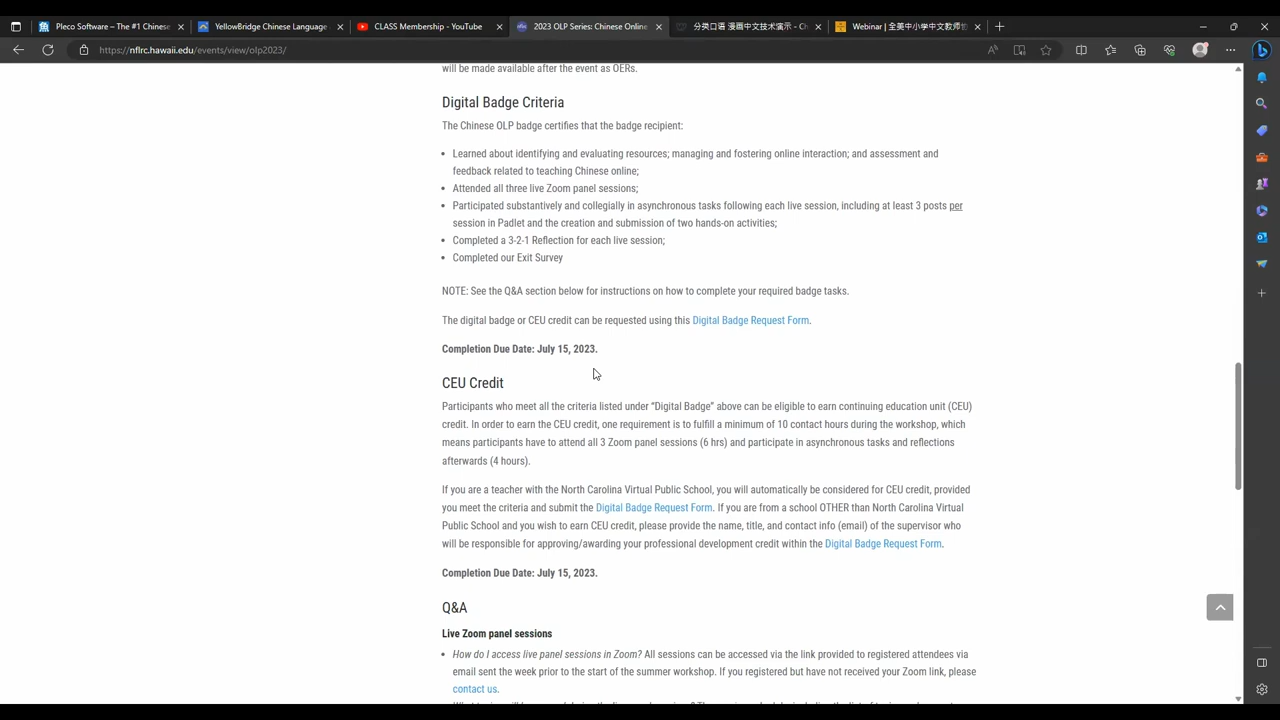 Pleco Software – The #1 Chinese
YellowBridge Chinese Language
CLASS Membership - YouTube
2023 OLP Series: Chinese Online
分类口语 漫画中文技术演示 - Ch
Webinar | 全美中小学中文教师协
https://nflrc.hawaii.edu/events/view/olp2023/
will be made available after the event as OERs.
Digital Badge Criteria
The Chinese OLP badge certifies that the badge recipient:
Learned about identifying and evaluating resources; managing and fostering online interaction; and assessment and
feedback related to teaching Chinese online;
Attended all three live Zoom panel sessions;
Participated substantively and collegially in asynchronous tasks following each live session, including at least 3 posts per
session in Padlet and the creation and submission of two hands-on activities;
Completed a 3-2-1 Reflection for each live session;
Completed our Exit Survey
NOTE: See the Q&A section below for instructions on how to complete your required badge tasks.
The digital badge or CEU credit can be requested using this Digital Badge Request Form.
Completion Due Date: July 15, 2023.
CEU Credit
Participants who meet all the criteria listed under “Digital Badge” above can be eligible to earn continuing education unit (CEU)
credit. In order to earn the CEU credit, one requirement is to fulfill a minimum of 10 contact hours during the workshop, which
means participants have to attend all 3 Zoom panel sessions (6 hrs) and participate in asynchronous tasks and reflections
afterwards (4 hours).
If you are a teacher with the North Carolina Virtual Public School, you will automatically be considered for CEU credit, provided
you meet the criteria and submit the Digital Badge Request Form. If you are from a school OTHER than North Carolina Virtual
Public School and you wish to earn CEU credit, please provide the name, title, and contact info (email) of the supervisor who
will be responsible for approving/awarding your professional development credit within the Digital Badge Request Form.
Completion Due Date: July 15, 2023.
Q&A
Live Zoom panel sessions
How do I access live panel sessions in Zoom? All sessions can be accessed via the link provided to registered attendees via
email sent the week prior to the start of the summer workshop. If you registered but have not received your Zoom link, please
contact us.